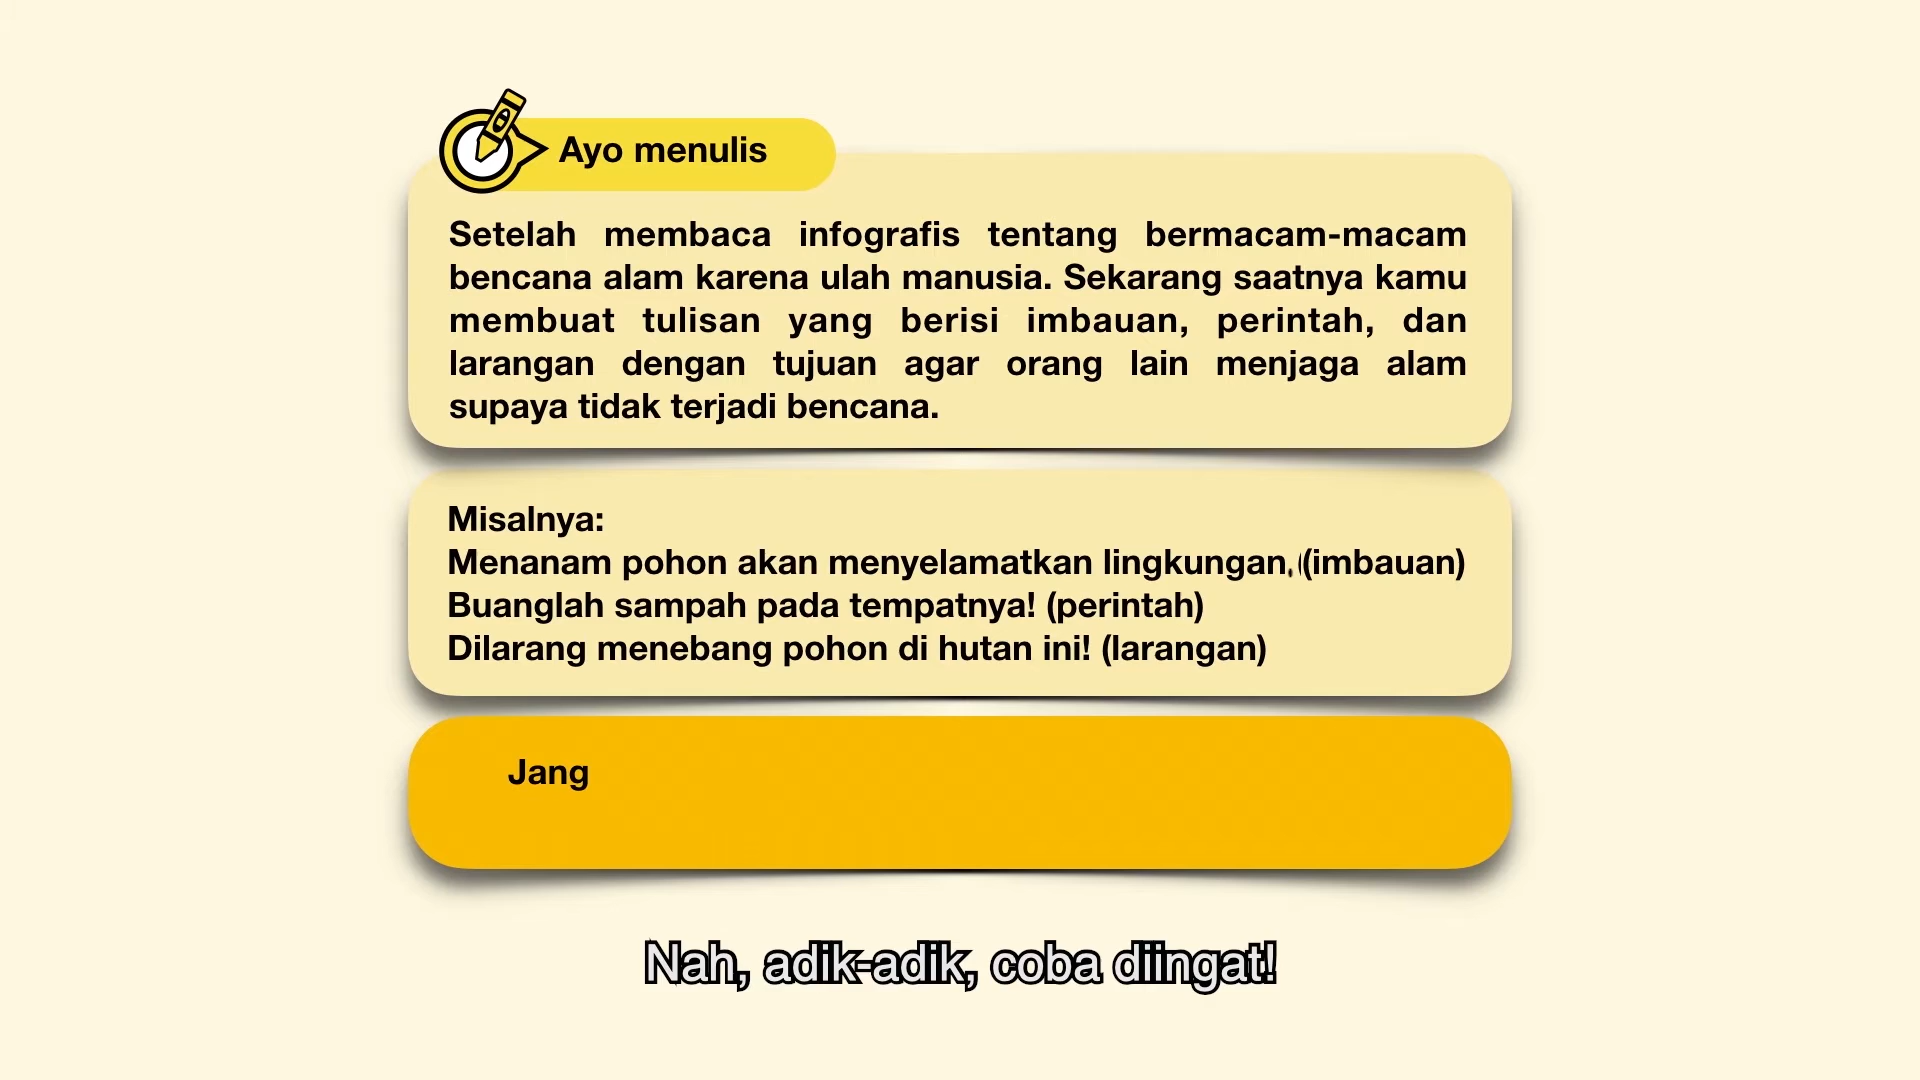 Ayo menulis
Setelah membaca infografis tentang bermacam-macam
bencana alam karena ulah manusia. Sekarang saatnya kamu
membuat tulisan yang berisi imbauan, perintah, dan
larangan dengan tujuan agar orang lain menjaga alam
supaya tidak terjadi bencana.
Misalnya:
Menanam pohon akan menyelamatkan lingkungan. (imbauan)
Buanglah sampah pada tempatnya! (perintah)
Dilarang menebang pohon di hutan ini! (larangan)
Jang
Nah, adik-adik, coba diingat!